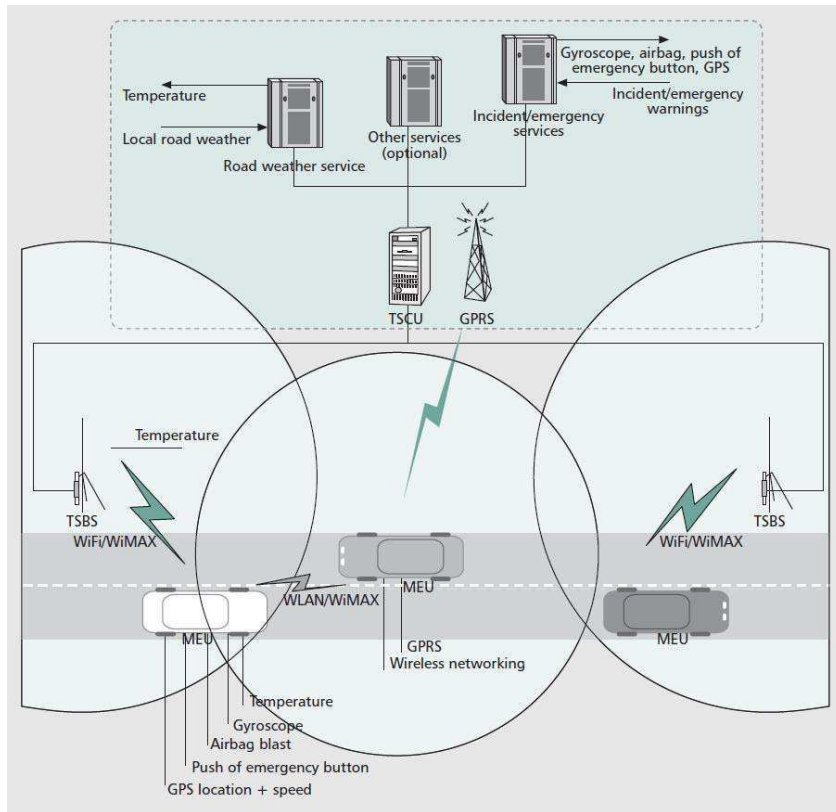 Gyroscope, airbag, push of
emergency button, GPS
Incident/emergency
warnings
Temperature
Local road weather
Road weather service
Other services
(optional)
Incident/emergency
services
TSCU
GPRS
Temperature
TSBS
WiFi/WiMAX
TSBS
WiFi/WiMAX
MEU
WLAN/WiMAX
MEU
MEU
GPRS
Wireless networking
Temperature
Gyroscope
Airbag blast
Push of emergency button
GPS location + speed